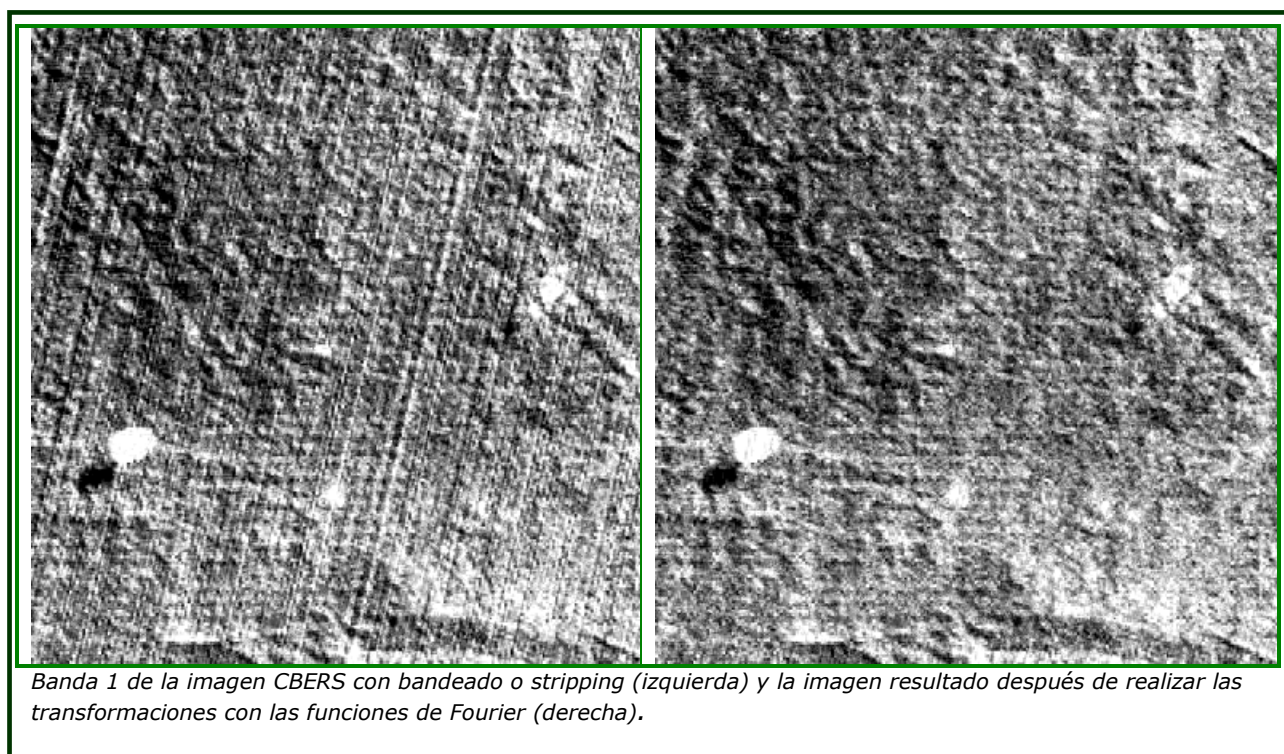 Banda 1 de la imagen CBERS con bandeado o stripping (izquierda) y la imagen resultado después de realizar las
transformaciones con las funciones de Fourier (derecha).